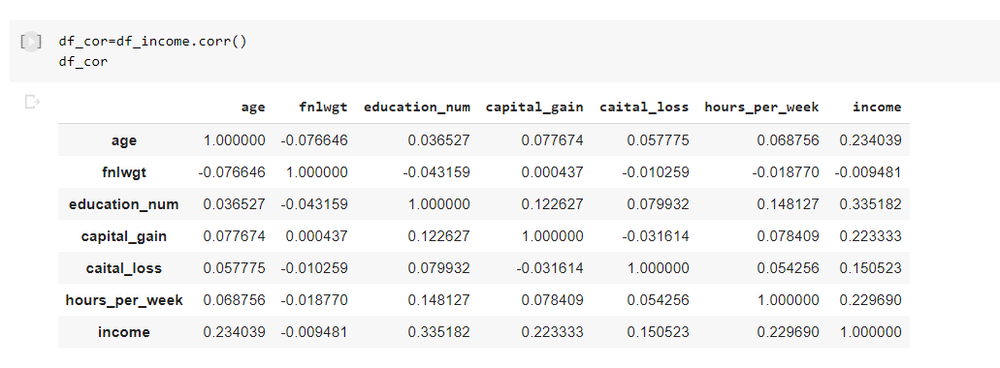 [ ] df_cor=df_income.corr()
df_cor
age fnlwgt education_num capital_gain caital_loss hours_per_week income
age 1.000000 -0.076646 0.036527 0.077674 0.057775 0.068756 0.234039
fnlwgt -0.076646 1.000000 -0.043159 0.000437 -0.010259 -0.018770 -0.009481
education_num 0.036527 -0.043159 1.000000 0.122627 0.079932 0.148127 0.335182
capital_gain 0.077674 0.000437 0.122627 1.000000 -0.031614 0.078409 0.223333
caital_loss 0.057775 -0.010259 0.079932 -0.031614 1.000000 0.054256 0.150523
hours_per_week 0.068756 -0.018770 0.148127 0.078409 0.054256 1.000000 0.229690
income 0.234039 -0.009481 0.335182 0.223333 0.150523 0.229690 1.000000